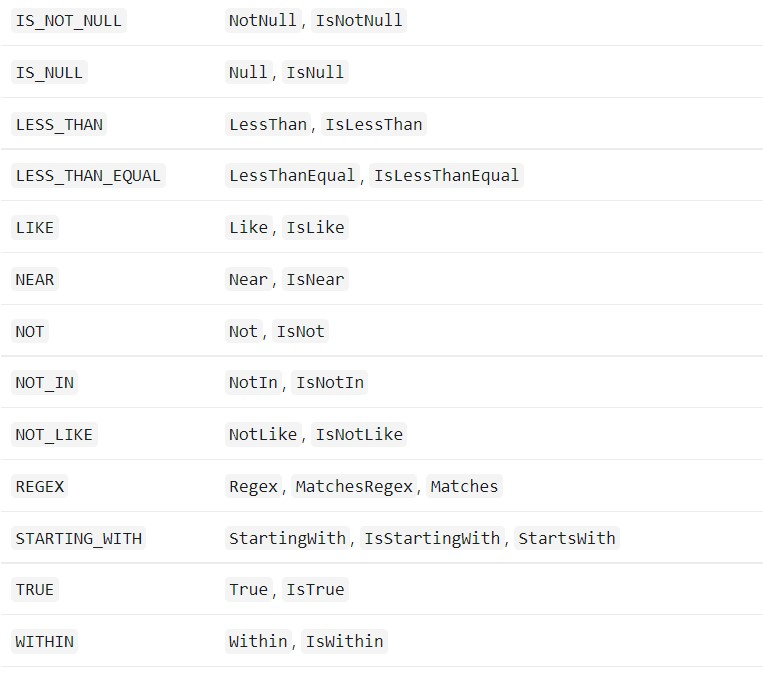 IS_NOT_NULL NotNull, IsNotNull
IS_NULL Null, IsNull
LESS_THAN LessThan, IsLessThan
LESS_THAN_EQUAL LessThanEqual, IsLessThanEqual
LIKE Like, IsLike
NEAR Near, IsNear
NOT Not, IsNot
NOT_IN NotIn, IsNotIn
NOT_LIKE NotLike, IsNotLike
REGEX Regex, MatchesRegex, Matches
STARTING_WITH StartingWith, IsStartingWith, StartsWith
TRUE True, IsTrue
WITHIN Within, IsWithin